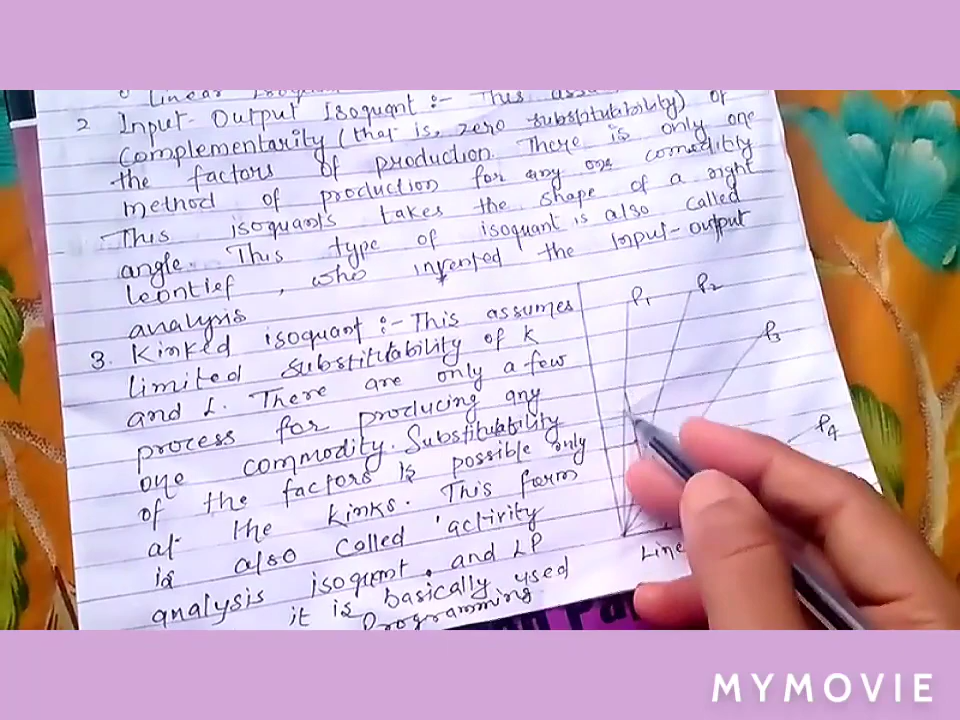 Linear
2 Input-Output Isoquant :- This
Complementarity (that is, zero substitutability) of
the factors of production. There is only one
method of production for any one comodibly
This isoquants takes the shape of a right
angle. This type of isoquant is also called
leontief, who invented the Input-output
analysis
3. Kinked isoquant :- This assumes
limited substitutability of K
and L. There are only a few
process for producing any
one commodity. Substitutability
of the factors is possible only
at the kinks. This form
is also called 'activity
analysis isoquant. and LP
it is basically used
Programming
P1
P2
P3
P4
Line
MYMOVIE